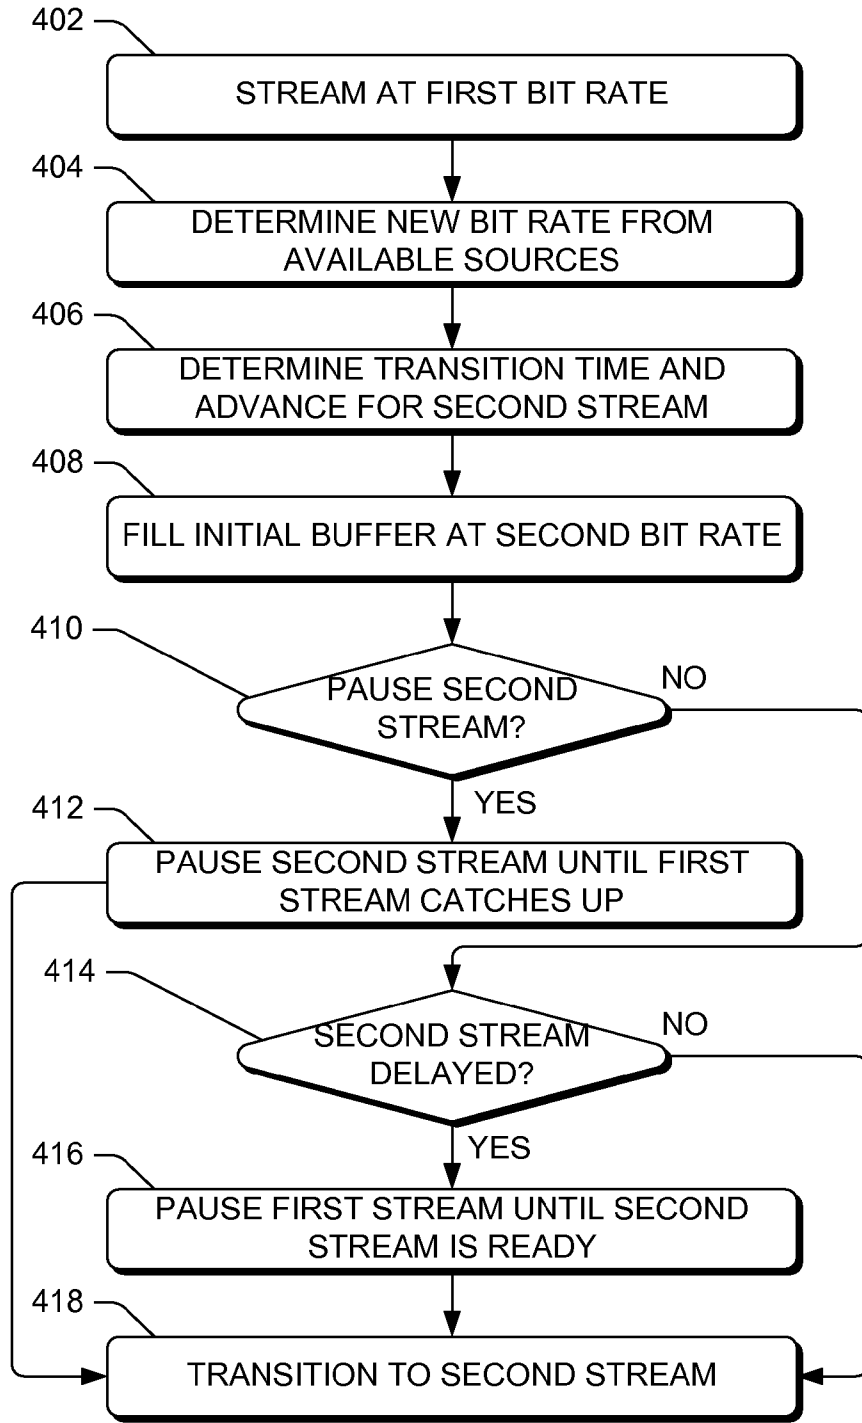 402
STREAM AT FIRST BIT RATE
404
DETERMINE NEW BIT RATE FROM
AVAILABLE SOURCES
406
DETERMINE TRANSITION TIME AND
ADVANCE FOR SECOND STREAM
408
FILL INITIAL BUFFER AT SECOND BIT RATE
410
PAUSE SECOND
STREAM?
NO
YES
412
PAUSE SECOND STREAM UNTIL FIRST
STREAM CATCHES UP
414
SECOND STREAM
DELAYED?
NO
YES
416
PAUSE FIRST STREAM UNTIL SECOND
STREAM IS READY
418
TRANSITION TO SECOND STREAM